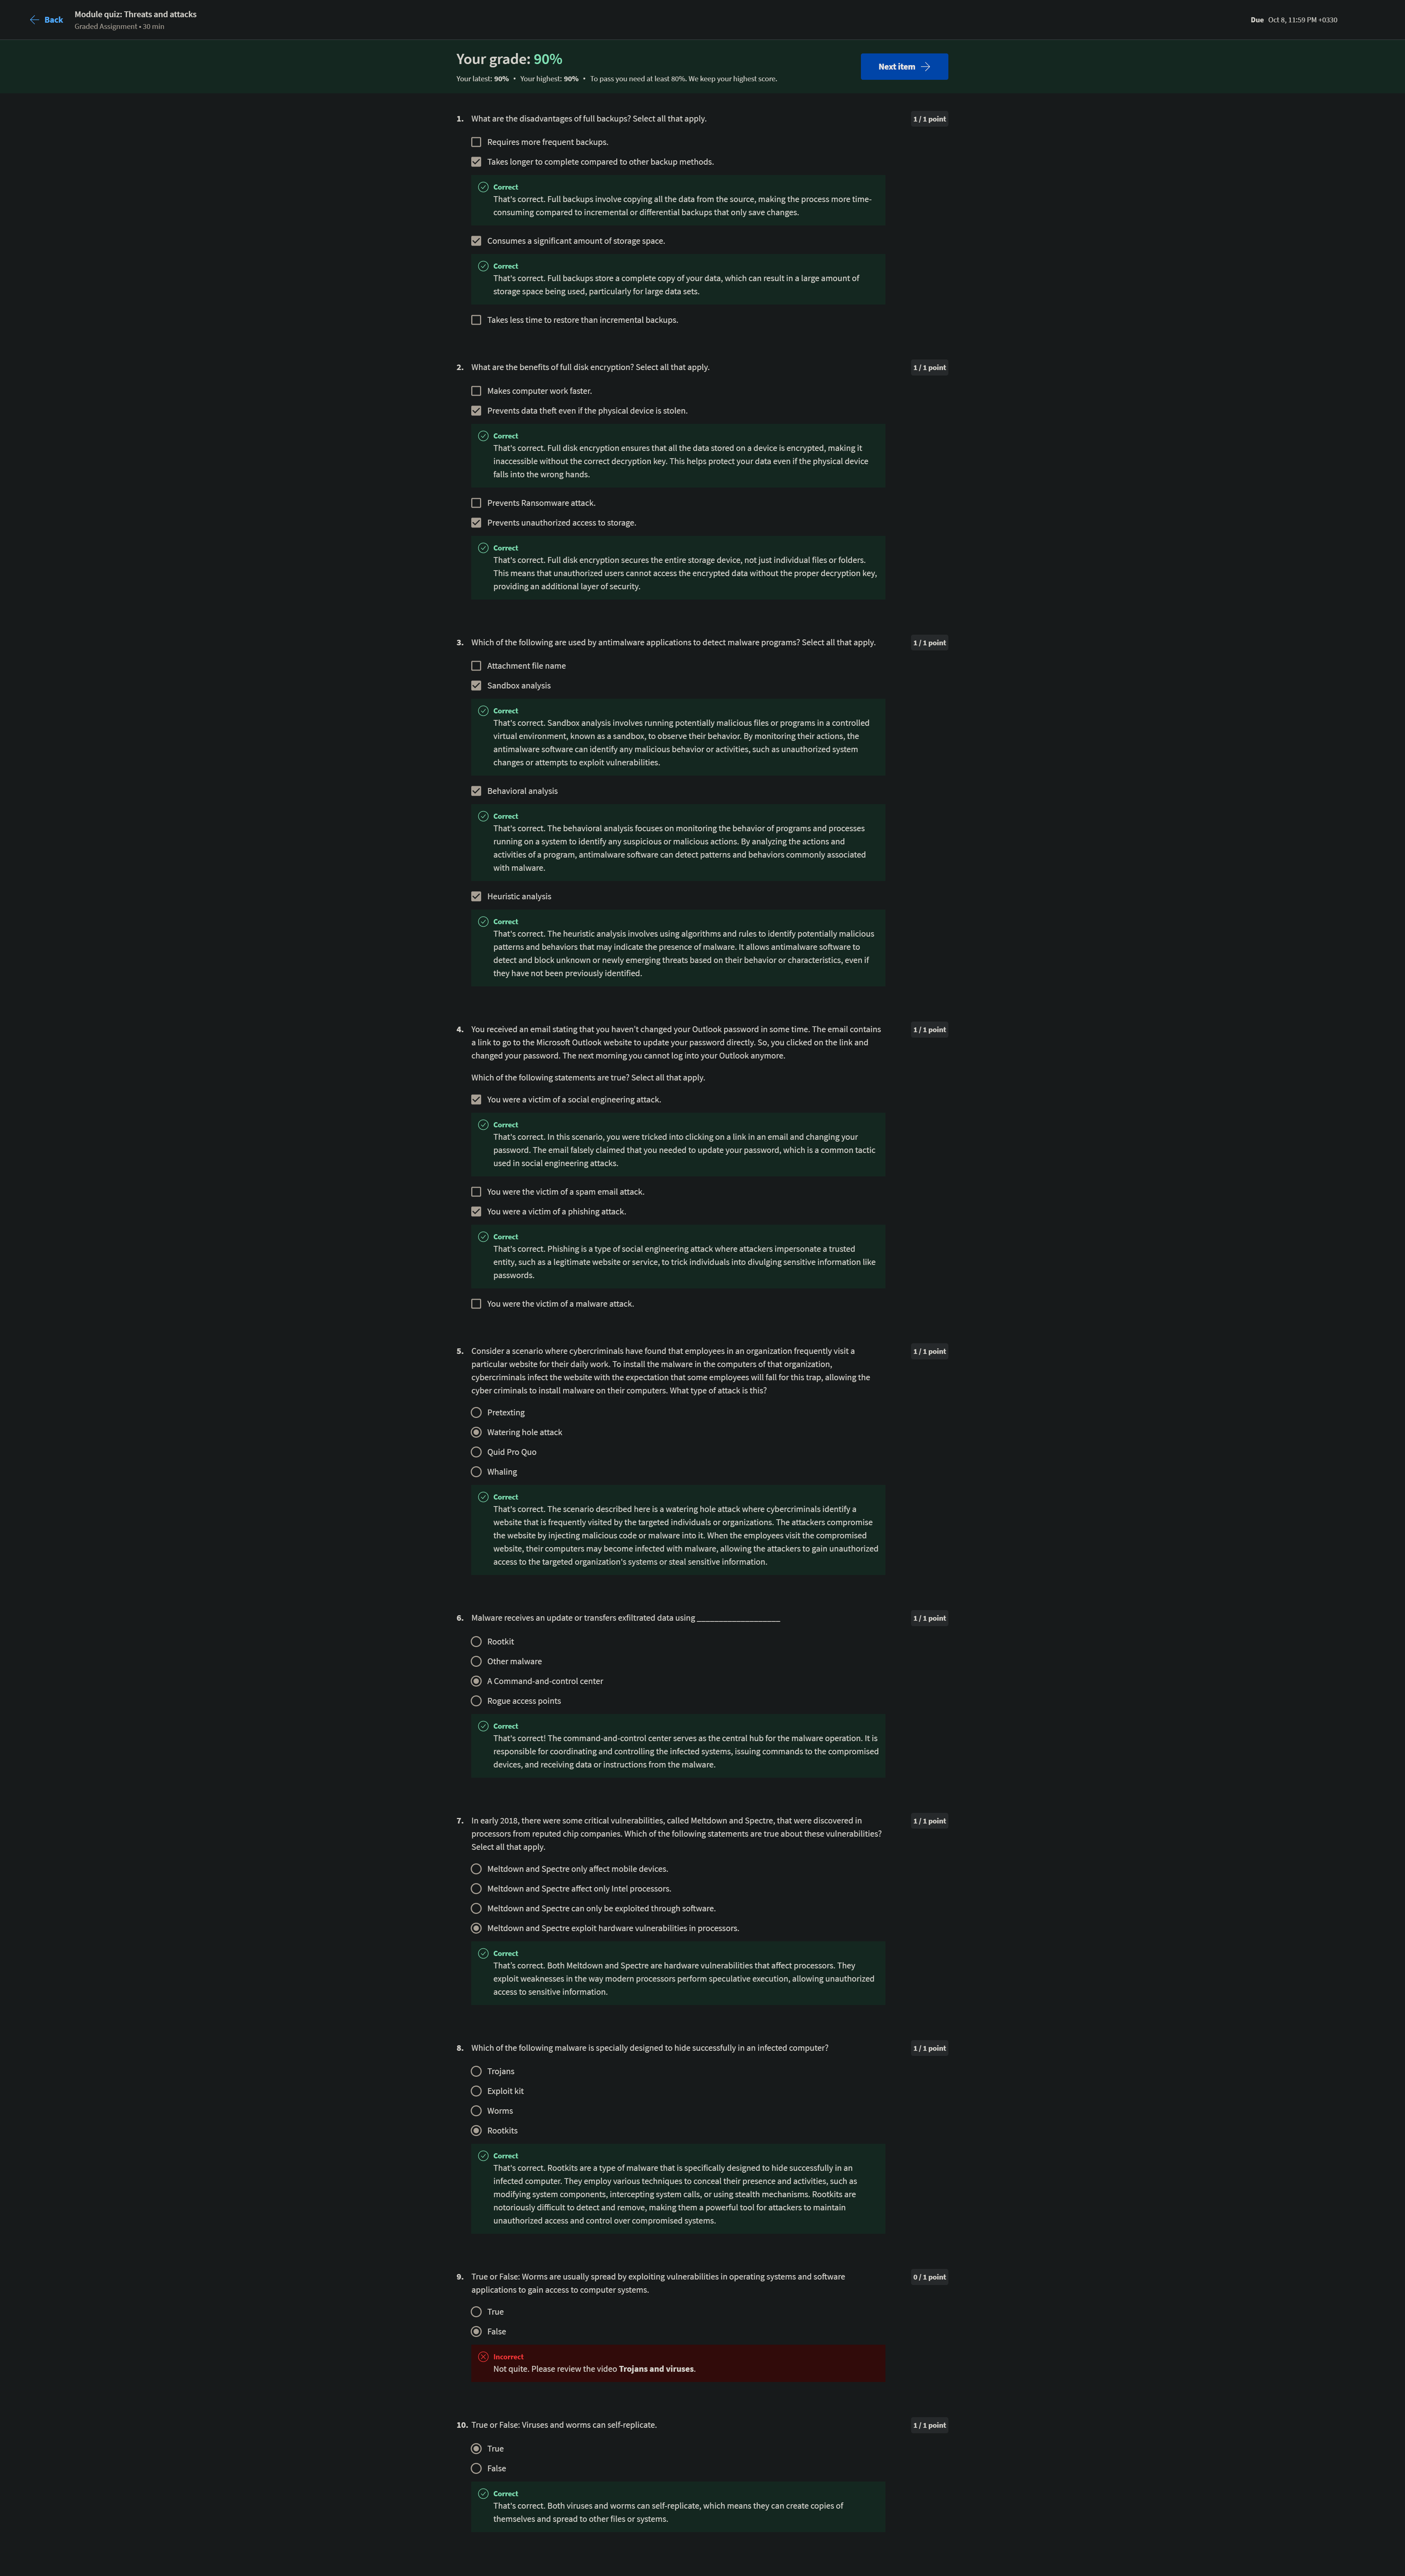 Back
Module quiz: Threats and attacks
Graded Assignment • 30 min
Due Oct 8, 11:59 PM +0330
Your grade: 90%
Your latest: 90% • Your highest: 90% • To pass you need at least 80%. We keep your highest score.
Next item
1. What are the disadvantages of full backups? Select all that apply.
1 / 1 point
Requires more frequent backups.
Takes longer to complete compared to other backup methods.
Correct
That's correct. Full backups involve copying all the data from the source, making the process more time-
consuming compared to incremental or differential backups that only save changes.
Consumes a significant amount of storage space.
Correct
That's correct. Full backups store a complete copy of your data, which can result in a large amount of
storage space being used, particularly for large data sets.
Takes less time to restore than incremental backups.
2. What are the benefits of full disk encryption? Select all that apply.
1 / 1 point
Makes computer work faster.
Prevents data theft even if the physical device is stolen.
Correct
That's correct. Full disk encryption ensures that all the data stored on a device is encrypted, making it
inaccessible without the correct decryption key. This helps protect your data even if the physical device
falls into the wrong hands.
Prevents Ransomware attack.
Prevents unauthorized access to storage.
Correct
That's correct. Full disk encryption secures the entire storage device, not just individual files or folders.
This means that unauthorized users cannot access the encrypted data without the proper decryption key,
providing an additional layer of security.
3. Which of the following are used by antimalware applications to detect malware programs? Select all that apply.
1 / 1 point
Attachment file name
Sandbox analysis
Correct
That's correct. Sandbox analysis involves running potentially malicious files or programs in a controlled
virtual environment, known as a sandbox, to observe their behavior. By monitoring their actions, the
antimalware software can identify any malicious behavior or activities, such as unauthorized system
changes or attempts to exploit vulnerabilities.
Behavioral analysis
Correct
That's correct. The behavioral analysis focuses on monitoring the behavior of programs and processes
running on a system to identify any suspicious or malicious actions. By analyzing the actions and
activities of a program, antimalware software can detect patterns and behaviors commonly associated
with malware.
Heuristic analysis
Correct
That's correct. The heuristic analysis involves using algorithms and rules to identify potentially malicious
patterns and behaviors that may indicate the presence of malware. It allows antimalware software to
detect and block unknown or newly emerging threats based on their behavior or characteristics, even if
they have not been previously identified.
4. You received an email stating that you haven't changed your Outlook password in some time. The email contains
a link to go to the Microsoft Outlook website to update your password directly. So, you clicked on the link and
changed your password. The next morning you cannot log into your Outlook anymore.
1 / 1 point
Which of the following statements are true? Select all that apply.
You were a victim of a social engineering attack.
Correct
That's correct. In this scenario, you were tricked into clicking on a link in an email and changing your
password. The email falsely claimed that you needed to update your password, which is a common tactic
used in social engineering attacks.
You were the victim of a spam email attack.
You were a victim of a phishing attack.
Correct
That's correct. Phishing is a type of social engineering attack where attackers impersonate a trusted
entity, such as a legitimate website or service, to trick individuals into divulging sensitive information like
passwords.
You were the victim of a malware attack.
5. Consider a scenario where cybercriminals have found that employees in an organization frequently visit a
particular website for their daily work. To install the malware in the computers of that organization,
cybercriminals infect the website with the expectation that some employees will fall for this trap, allowing the
cyber criminals to install malware on their computers. What type of attack is this?
1 / 1 point
Pretexting
Watering hole attack
Quid Pro Quo
Whaling
Correct
That's correct. The scenario described here is a watering hole attack where cybercriminals identify a
website that is frequently visited by the targeted individuals or organizations. The attackers compromise
the website by injecting malicious code or malware into it. When the employees visit the compromised
website, their computers may become infected with malware, allowing the attackers to gain unauthorized
access to the targeted organization's systems or steal sensitive information.
6. Malware receives an update or transfers exfiltrated data using ____________________
1 / 1 point
Rootkit
Other malware
A Command-and-control center
Rogue access points
Correct
That's correct! The command-and-control center serves as the central hub for the malware operation. It is
responsible for coordinating and controlling the infected systems, issuing commands to the compromised
devices, and receiving data or instructions from the malware.
7. In early 2018, there were some critical vulnerabilities, called Meltdown and Spectre, that were discovered in
processors from reputed chip companies. Which of the following statements are true about these vulnerabilities?
Select all that apply.
1 / 1 point
Meltdown and Spectre only affect mobile devices.
Meltdown and Spectre affect only Intel processors.
Meltdown and Spectre can only be exploited through software.
Meltdown and Spectre exploit hardware vulnerabilities in processors.
Correct
That's correct. Both Meltdown and Spectre are hardware vulnerabilities that affect processors. They
exploit weaknesses in the way modern processors perform speculative execution, allowing unauthorized
access to sensitive information.
8. Which of the following malware is specially designed to hide successfully in an infected computer?
1 / 1 point
Trojans
Exploit kit
Worms
Rootkits
Correct
That's correct. Rootkits are a type of malware that is specifically designed to hide successfully in an
infected computer. They employ various techniques to conceal their presence and activities, such as
modifying system components, intercepting system calls, or using stealth mechanisms. Rootkits are
notoriously difficult to detect and remove, making them a powerful tool for attackers to maintain
unauthorized access and control over compromised systems.
9. True or False: Worms are usually spread by exploiting vulnerabilities in operating systems and software
applications to gain access to computer systems.
0 / 1 point
True
False
Incorrect
Not quite. Please review the video Trojans and viruses.
10. True or False: Viruses and worms can self-replicate.
1 / 1 point
True
False
Correct
That's correct. Both viruses and worms can self-replicate, which means they can create copies of
themselves and spread to other files or systems.